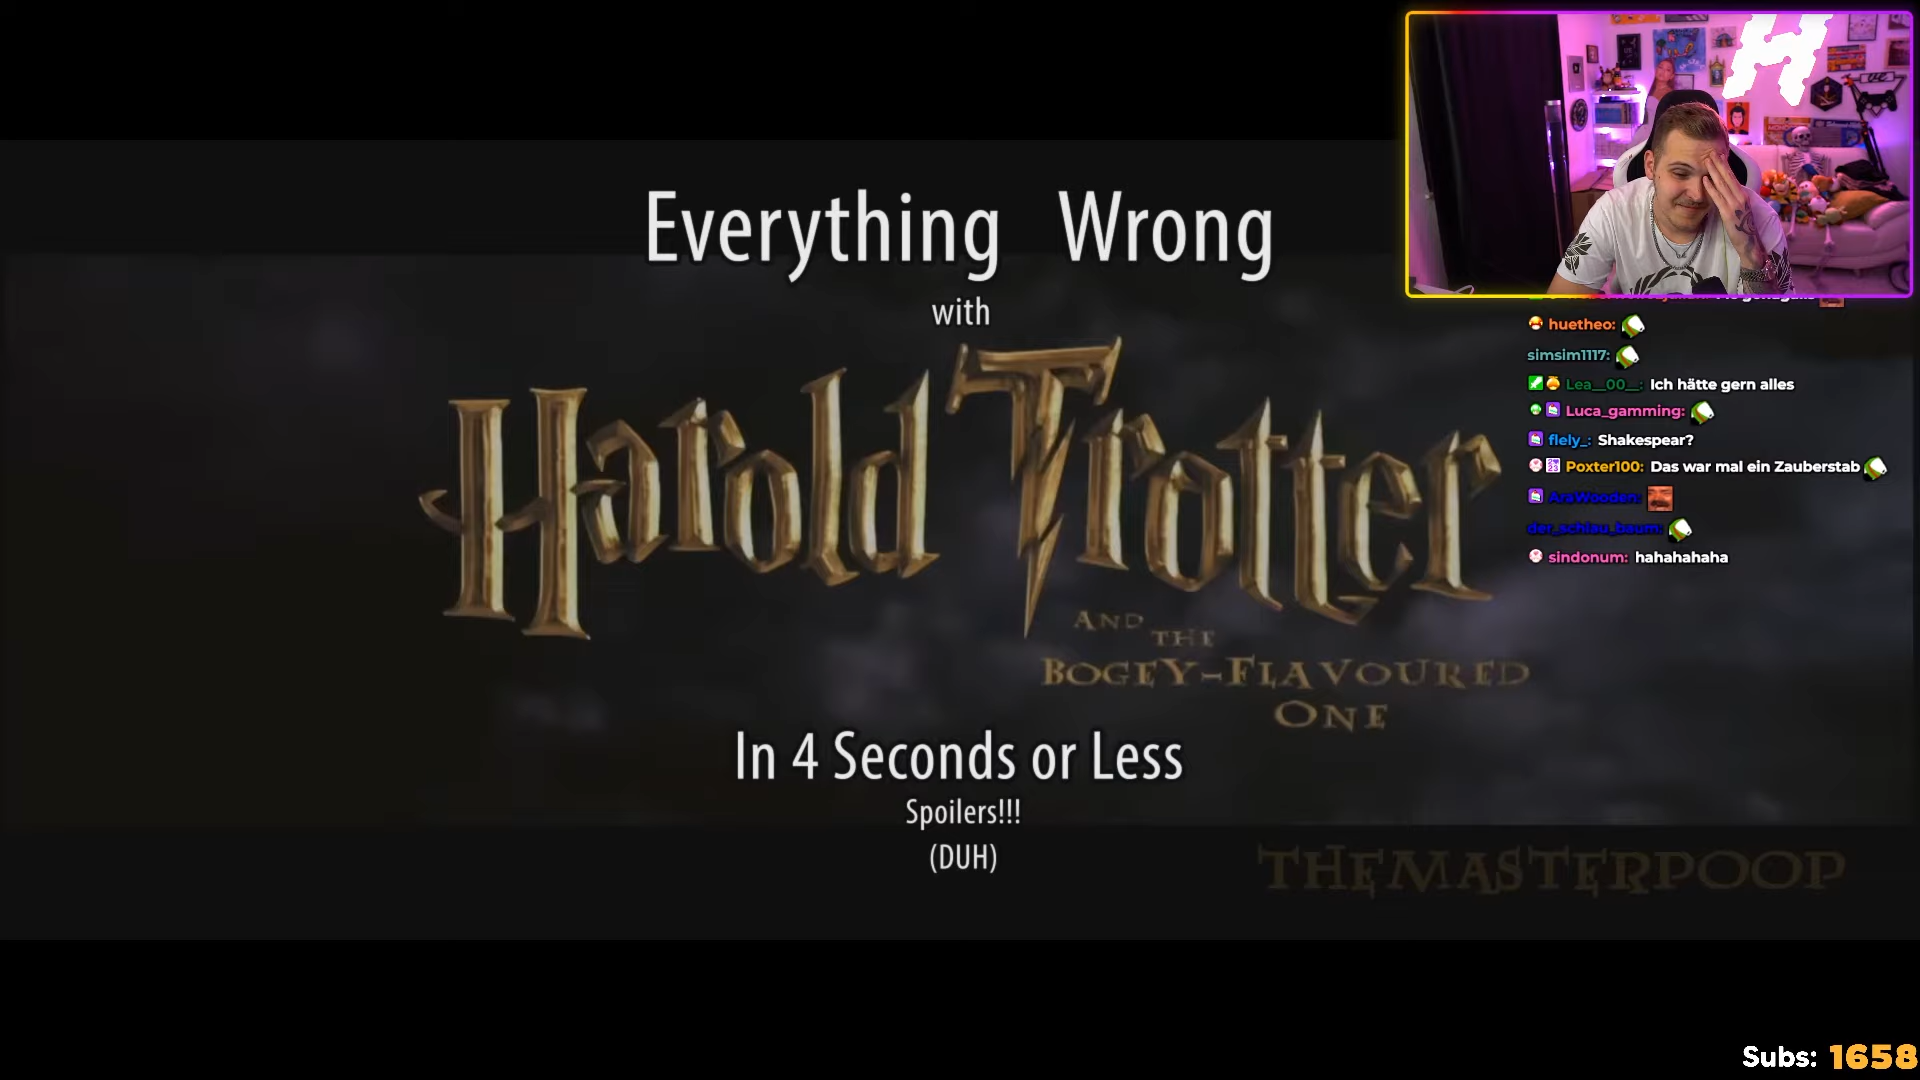 Everything Wrong
with
Harold Trotter
AND
THE
BOGEY-FLAVOURED
ONE
In 4 Seconds or Less
Spoilers!!!
(DUH)
THEMASTERPOOP
huetheo:
simsim1117:
Lea__00__: Ich hätte gern alles
Luca_gamming:
flely_: Shakespear?
Poxter100: Das war mal ein Zauberstab
AraWooden:
der_schlau_baum:
sindonum: hahahahaha
Subs: 1658